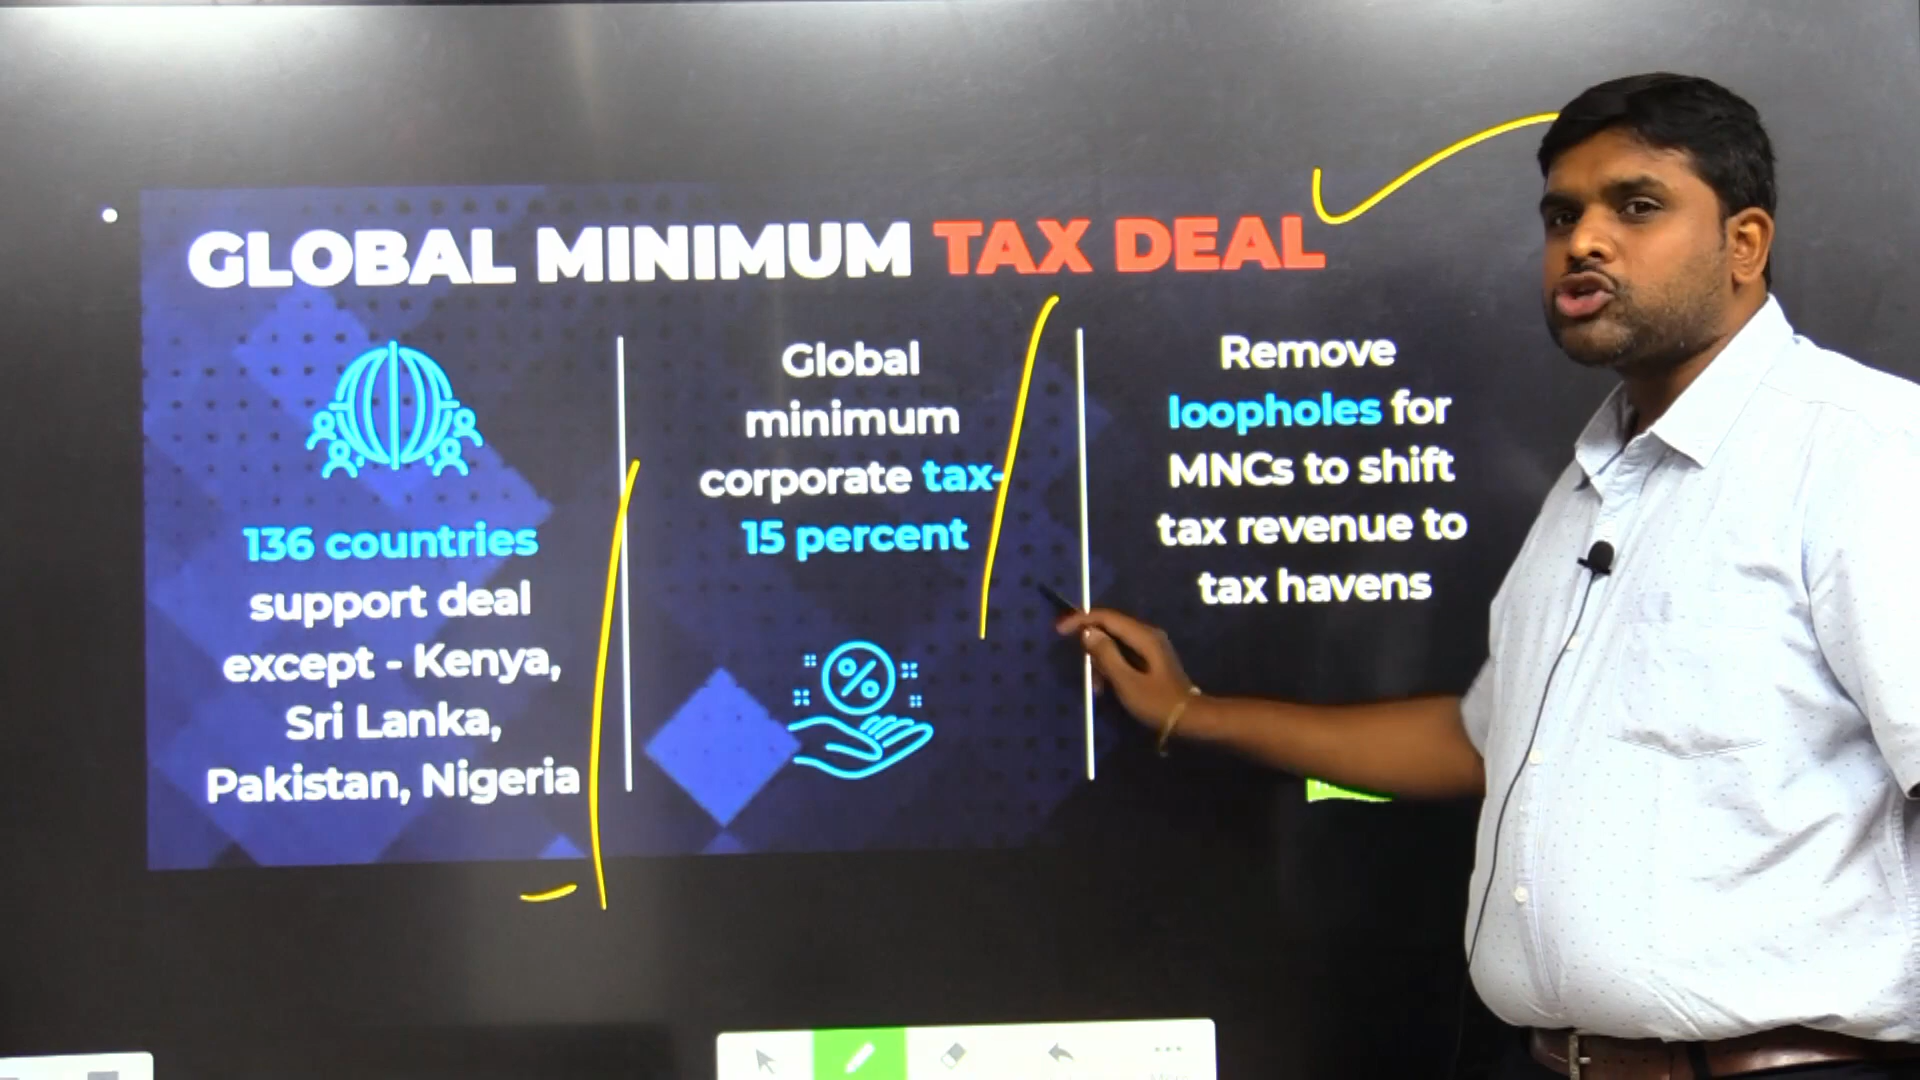 GLOBAL MINIMUM TAX DEAL
136 countries
support deal
except - Kenya,
Sri Lanka,
Pakistan, Nigeria
Global
minimum
corporate tax-
15 percent
Remove
loopholes for
MNCs to shift
tax revenue to
tax havens